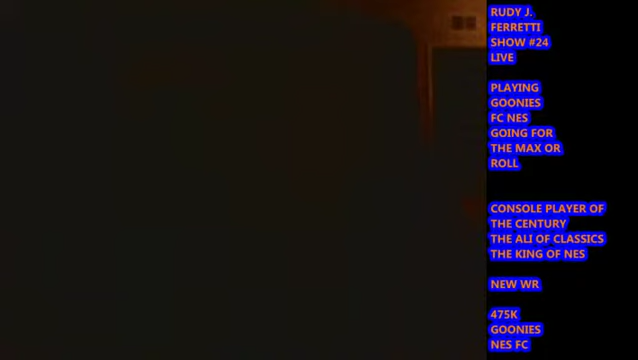 RUDY J.
FERRETTI
SHOW #24
LIVE
PLAYING
GOONIES
FC NES
GOING FOR
THE MAX OR
ROLL
CONSOLE PLAYER OF
THE CENTURY
THE ALI OF CLASSICS
THE KING OF NES
NEW WR
475K
GOONIES
NES FC